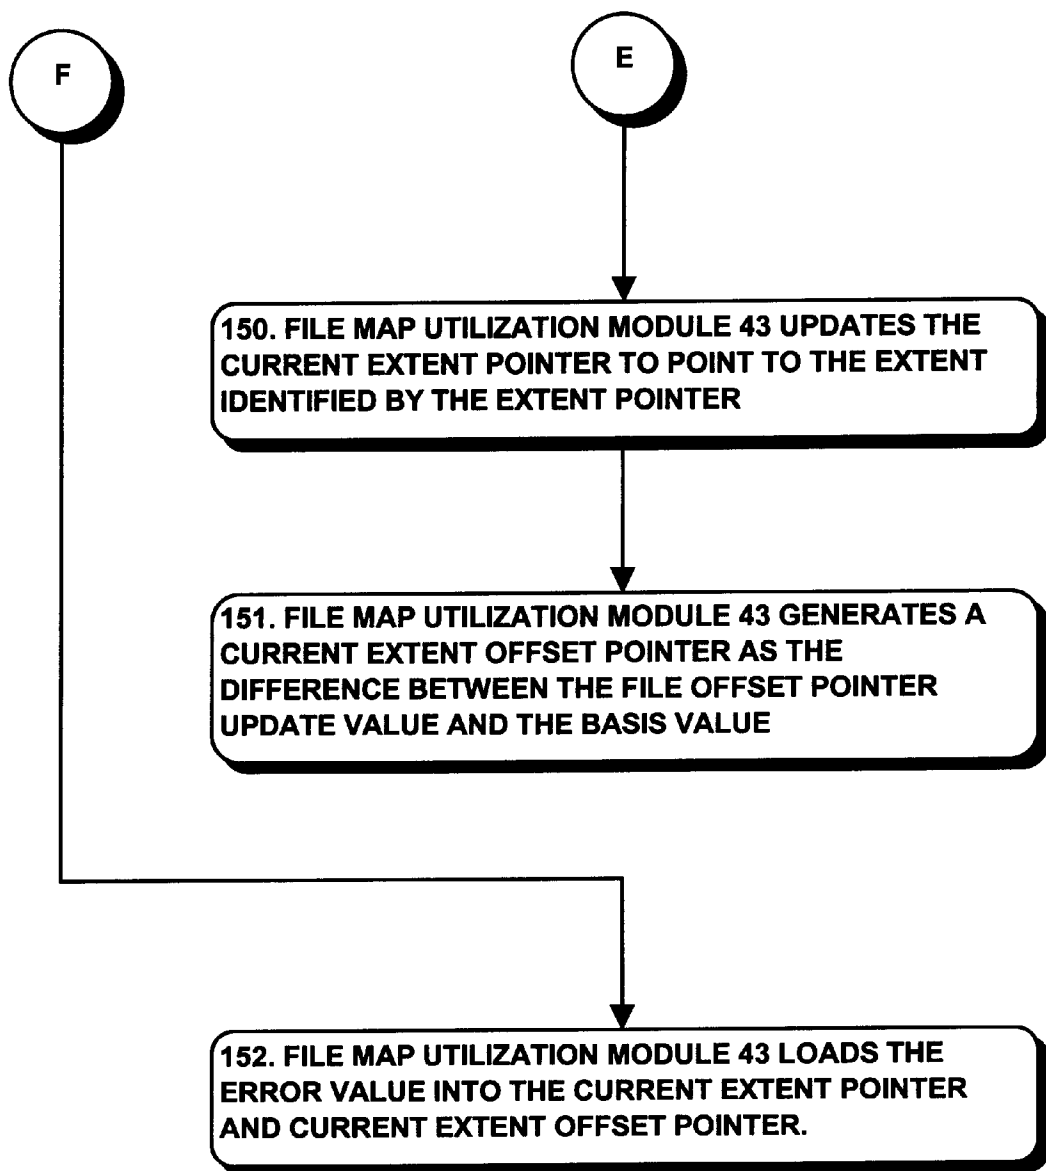 F
E
150. FILE MAP UTILIZATION MODULE 43 UPDATES THE
CURRENT EXTENT POINTER TO POINT TO THE EXTENT
IDENTIFIED BY THE EXTENT POINTER
151. FILE MAP UTILIZATION MODULE 43 GENERATES A
CURRENT EXTENT OFFSET POINTER AS THE
DIFFERENCE BETWEEN THE FILE OFFSET POINTER
UPDATE VALUE AND THE BASIS VALUE
152. FILE MAP UTILIZATION MODULE 43 LOADS THE
ERROR VALUE INTO THE CURRENT EXTENT POINTER
AND CURRENT EXTENT OFFSET POINTER.